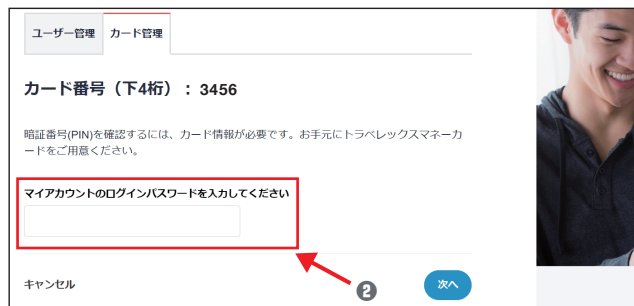 ユーザー管理 カード管理
カード番号（下4桁）：3456
暗証番号(PIN)を確認するには、カード情報が必要です。お手元にトラベレックスマネーカ
ードをご用意ください。
マイアカウントのログインパスワードを入力してください
キャンセル
❷
次へ